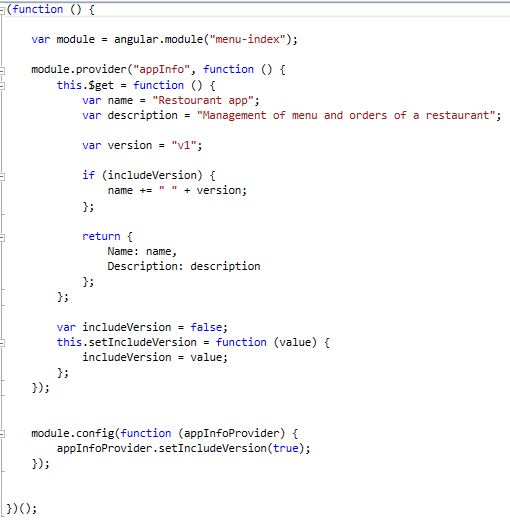 (function () {
var module = angular.module("menu-index");
module.provider("appInfo", function () {
this.$get = function () {
var name = "Restourant app";
var description = "Management of menu and orders of a restaurant";
var version = "v1";
if (includeVersion) {
name += " " + version;
};
return {
Name: name,
Description: description
};
};
var includeVersion = false;
this.setIncludeVersion = function (value) {
includeVersion = value;
};
});
module.config(function (appInfoProvider) {
appInfoProvider.setIncludeVersion(true);
});
})();